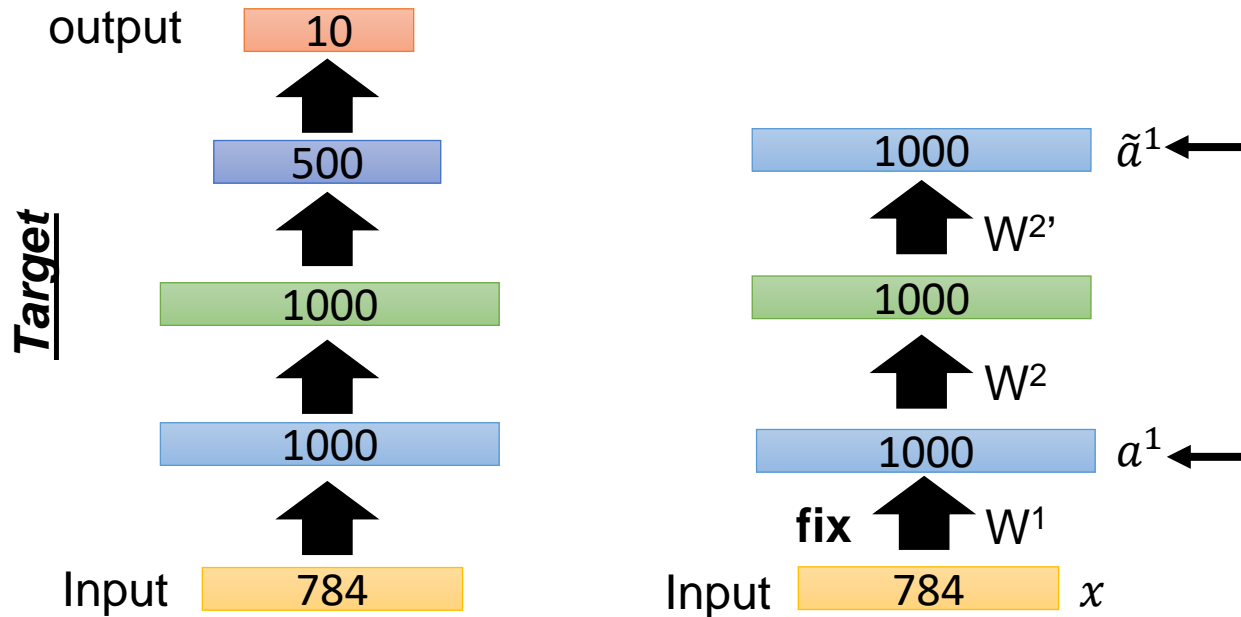 output
10
500
Target
1000
1000
Input
784
1000
ã¹
W²'
1000
W²
1000
a¹
fix
W¹
Input
784
x